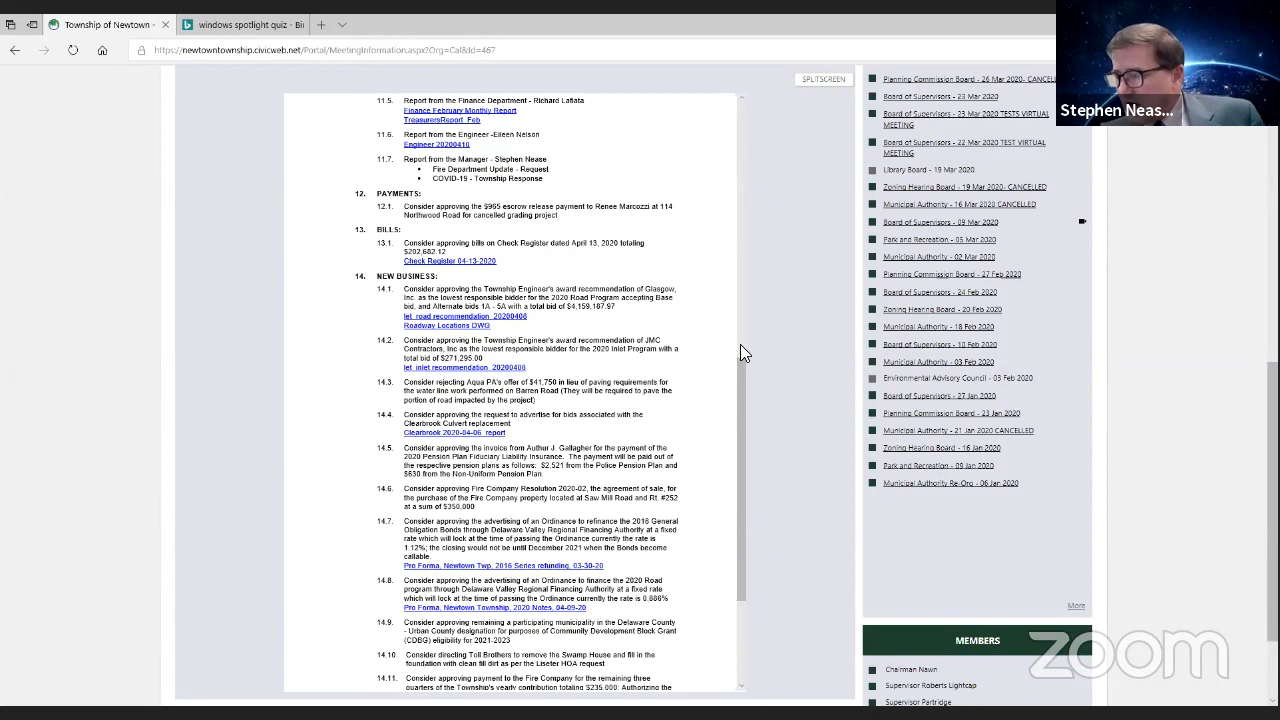 Township of Newtown -
windows spotlight quiz - Bi
https://newtowntownship.civicweb.net/Portal/MeetingInformation.aspx?Org=Cal&Id=467
Stephen Neas...
SPLITSCREEN
11.5. Report from the Finance Department - Richard Lafiata
Finance February Monthly Report
TreasurersReport_Feb
11.6. Report from the Engineer -Eileen Nelson
Engineer 20200410
11.7. Report from the Manager - Stephen Nease
• Fire Department Update - Request
• COVID-19 - Township Response
12. PAYMENTS:
12.1. Consider approving the $965 escrow release payment to Renee Marcozzi at 114
Northwood Road for cancelled grading project
13. BILLS:
13.1. Consider approving bills on Check Register dated April 13, 2020 totaling
$202,682.12
Check Register 04-13-2020
14. NEW BUSINESS:
14.1. Consider approving the Township Engineer's award recommendation of Glasgow,
Inc. as the lowest responsible bidder for the 2020 Road Program accepting Base
bid, and Alternate bids 1A - 5A with a total bid of $4,159,187.97
let_road recommendation_20200408
Roadway Locations DWG
14.2. Consider approving the Township Engineer's award recommendation of JMC
Contractors, Inc as the lowest responsible bidder for the 2020 Inlet Program with a
total bid of $271,295.00
let_inlet recommendation_20200408
14.3. Consider rejecting Aqua PA's offer of $41,750 in lieu of paving requirements for
the water line work performed on Barren Road (They will be required to pave the
portion of road impacted by the project)
14.4. Consider approving the request to advertise for bids associated with the
Clearbrook Culvert replacement
Clearbrook 2020-04-06_report
14.5. Consider approving the invoice from Authur J. Gallagher for the payment of the
2020 Pension Plan Fiduciary Liability Insurance. The payment will be paid out of
the respective pension plans as follows: $2,521 from the Police Pension Plan and
$630 from the Non-Uniform Pension Plan.
14.6. Consider approving Fire Company Resolution 2020-02, the agreement of sale, for
the purchase of the Fire Company property located at Saw Mill Road and Rt. #252
at a sum of $350,000
14.7. Consider approving the advertising of an Ordinance to refinance the 2016 General
Obligation Bonds through Delaware Valley Regional Financing Authority at a fixed
rate which will lock at the time of passing the Ordinance currently the rate is
1.12%; the closing would not be until December 2021 when the Bonds become
callable.
Pro Forma, Newtown Twp, 2016 Series refunding, 03-30-20
14.8. Consider approving the advertising of an Ordinance to finance the 2020 Road
program through Delaware Valley Regional Financing Authority at a fixed rate
which will lock at the time of passing the Ordinance currently the rate is 0.886%
Pro Forma, Newtown Township, 2020 Notes, 04-09-20
14.9. Consider approving remaining a participating municipality in the Delaware County
- Urban County designation for purposes of Community Development Block Grant
(CDBG) eligibility for 2021-2023
14.10. Consider directing Toll Brothers to remove the Swamp House and fill in the
foundation with clean fill dirt as per the Liseter HOA request
14.11. Consider approving payment to the Fire Company for the remaining three
quarters of the Township's yearly contribution totaling $235,000; Authorizing the
Planning Commission Board - 26 Mar 2020- CANCELL
Board of Supervisors - 23 Mar 2020
Board of Supervisors - 23 Mar 2020 TESTS VIRTUAL
MEETING
Board of Supervisors - 22 Mar 2020 TEST VIRTUAL
MEETING
Library Board - 19 Mar 2020
Zoning Hearing Board - 19 Mar 2020- CANCELLED
Municipal Authority - 16 Mar 2020 CANCELLED
Board of Supervisors - 09 Mar 2020
Park and Recreation - 05 Mar 2020
Municipal Authority - 02 Mar 2020
Planning Commission Board - 27 Feb 2020
Board of Supervisors - 24 Feb 2020
Zoning Hearing Board - 20 Feb 2020
Municipal Authority - 18 Feb 2020
Board of Supervisors - 10 Feb 2020
Municipal Authority - 03 Feb 2020
Environmental Advisory Council - 03 Feb 2020
Board of Supervisors - 27 Jan 2020
Planning Commission Board - 23 Jan 2020
Municipal Authority - 21 Jan 2020 CANCELLED
Zoning Hearing Board - 16 Jan 2020
Park and Recreation - 09 Jan 2020
Municipal Authority Re-Org - 06 Jan 2020
More
MEMBERS
Chairman Nawn
Supervisor Roberts Lightcap
Supervisor Partridge
zoom